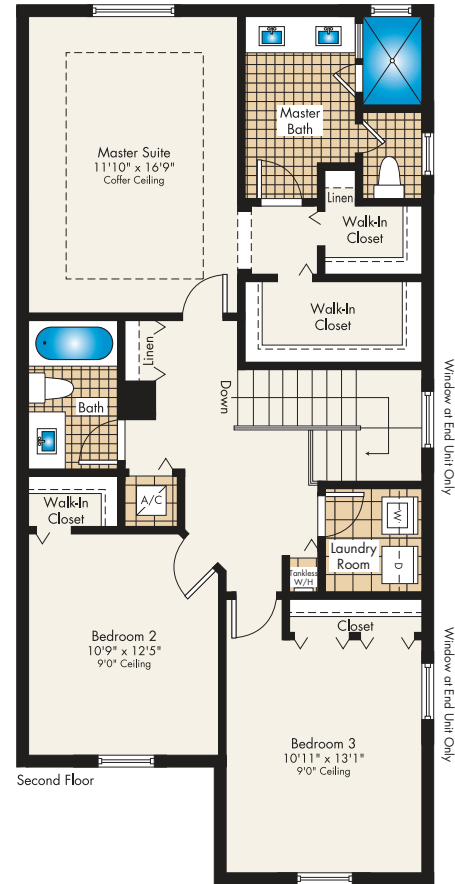 Master Suite
11'10" x 16'9"
Coffer Ceiling
Master
Bath
Linen
Walk-In
Closet
Walk-In
Closet
Linen
Bath
Down
Window at End Unit Only
Walk-In
Closet
A/C
W
Laundry
Room
D
Tankless
W/H
Closet
Bedroom 2
10'9" x 12'5"
9'0" Ceiling
Window at End Unit Only
Bedroom 3
10'11" x 13'1"
9'0" Ceiling
Second Floor